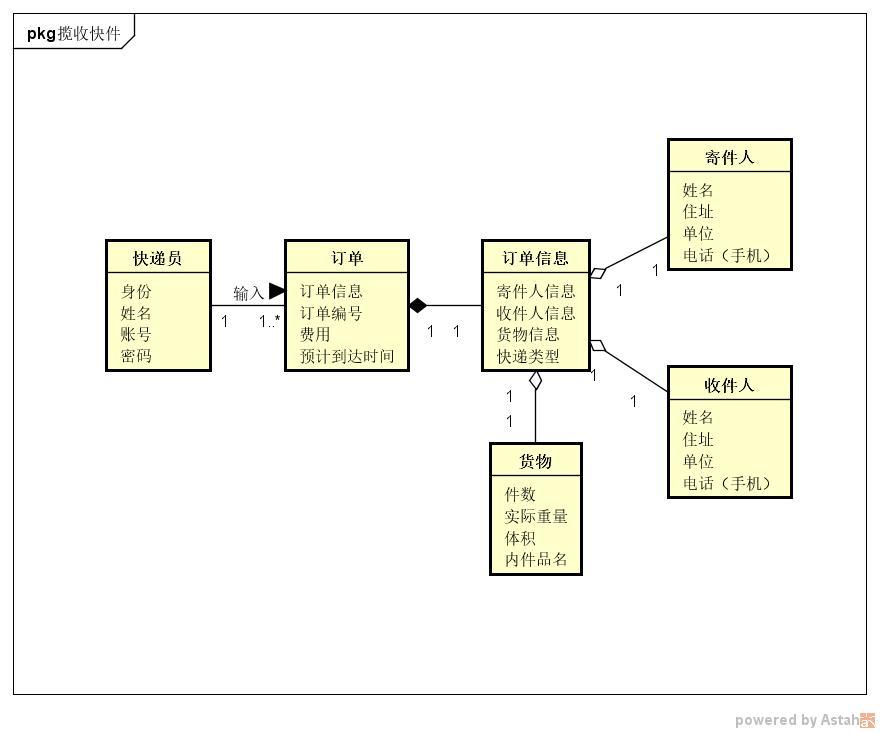 pkg揽收快件
寄件人
姓名
住址
单位
电话（手机）
快递员
身份
姓名
账号
密码
输入
1
1..*
订单
订单信息
订单编号
费用
预计到达时间
1
1
订单信息
寄件人信息
收件人信息
货物信息
快递类型
1
1
1
1
收件人
姓名
住址
单位
电话（手机）
1
1
货物
件数
实际重量
体积
内件品名
powered by Astah